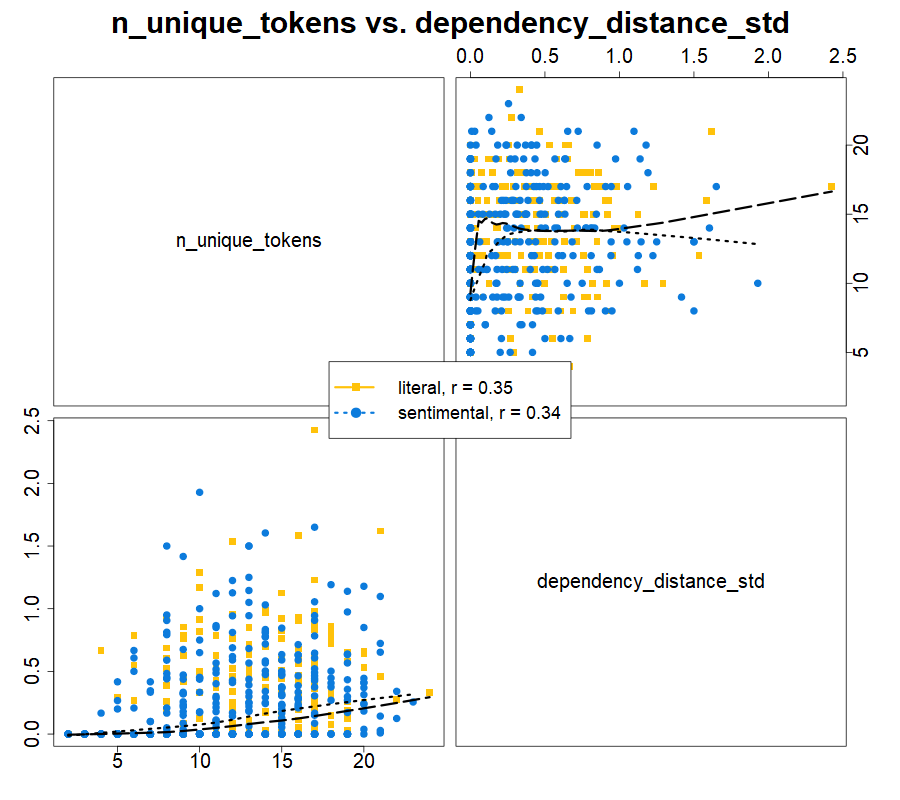 n_unique_tokens vs. dependency_distance_std
0.0 0.5 1.0 1.5 2.0 2.5
n_unique_tokens
5 10 15 20
literal, r = 0.35
sentimental, r = 0.34
0.0 0.5 1.0 1.5 2.0 2.5
dependency_distance_std
5 10 15 20